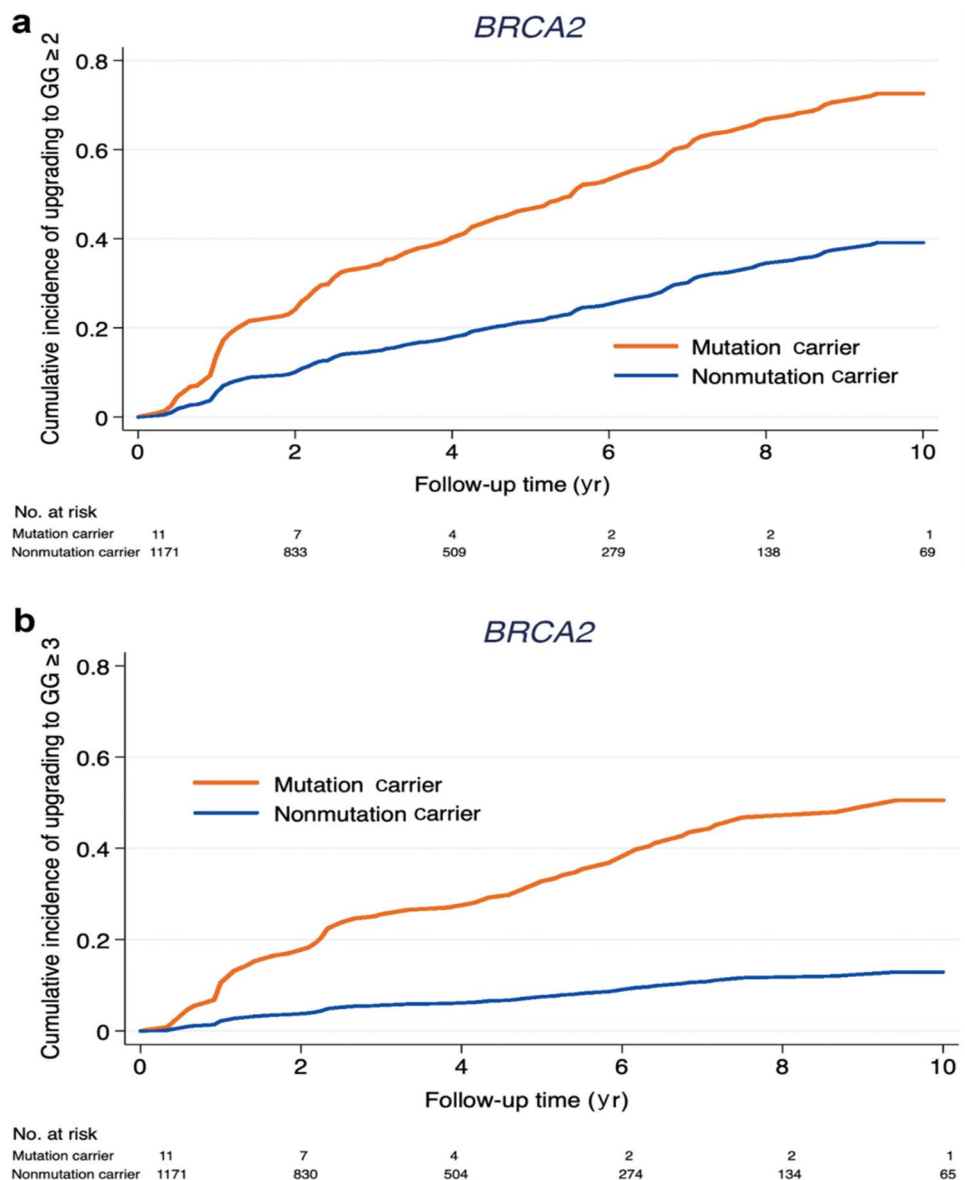 a
BRCA2
Cumulative incidence of upgrading to GG ≥ 2
0.8
0.6
0.4
0.2
0
Mutation carrier
Nonmutation carrier
0 2 4 6 8 10
Follow-up time (yr)
No. at risk
Mutation carrier 11 7 4 2 2 1
Nonmutation carrier 1171 833 509 279 138 69
b
BRCA2
Cumulative incidence of upgrading to GG ≥ 3
0.8
0.6
0.4
0.2
0
Mutation carrier
Nonmutation carrier
0 2 4 6 8 10
Follow-up time (yr)
No. at risk
Mutation carrier 11 7 4 2 2 1
Nonmutation carrier 1171 830 504 274 134 65